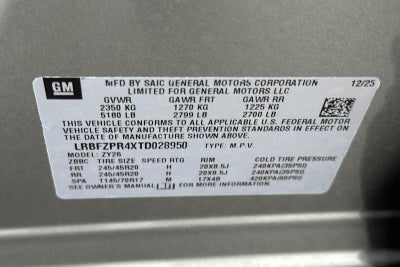 GM
MFD BY SAIC GENERAL MOTORS CORPORATION 12/25
LIMITED FOR GENERAL MOTORS LLC
GVWR GAWR FRT GAWR RR
2350 KG 1270 KG 1225 KG
5180 LB 2799 LB 2700 LB
THIS VEHICLE CONFORMS TO ALL APPLICABLE U.S. FEDERAL MOTOR
VEHICLE SAFETY AND THEFT PREVENTION STANDARDS IN EFFECT ON
THE DATE OF MANUFACTURE SHOWN ABOVE.
LRBFZPR4XTD028950 TYPE: M.P.V.
MODEL: ZY26
ZBBC TIRE SIZE SPEED RTG RIM COLD TIRE PRESSURE
FRT 245/45R20 H 20X8.5J 240KPA(35PSI)
RR 245/45R20 H 20X8.5J 240KPA(35PSI)
SPA T145/70R17 M 17X4B 420KPA(60PSI)
SEE OWNER'S MANUAL FOR MORE INFORMATION